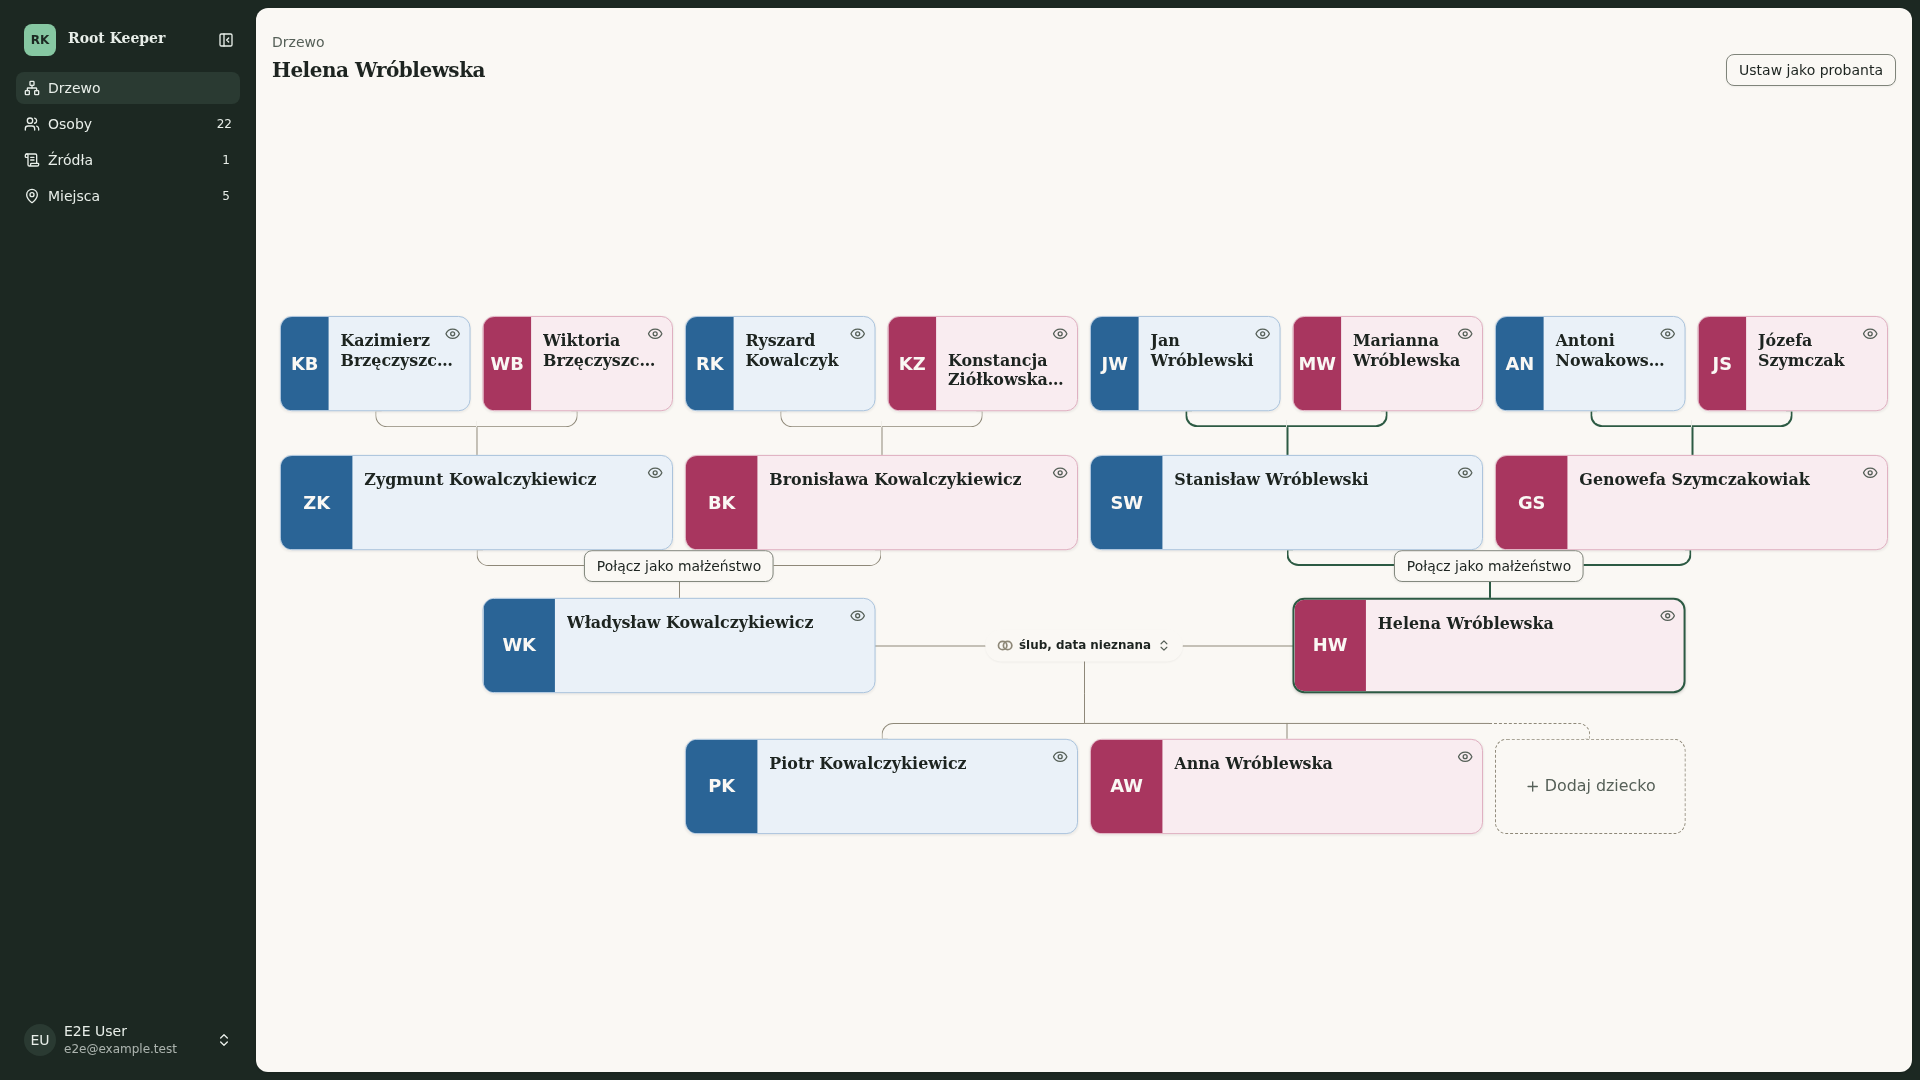 RK
Root Keeper
Drzewo
Osoby 22
Źródła 1
Miejsca 5
EU
E2E User
e2e@example.test
Drzewo
Helena Wróblewska
Ustaw jako probanta
KB
Kazimierz
Brzęczyszc...
WB
Wiktoria
Brzęczyszc...
RK
Ryszard
Kowalczyk
KZ
Konstancja
Ziółkowska...
JW
Jan
Wróblewski
MW
Marianna
Wróblewska
AN
Antoni
Nowakows...
JS
Józefa
Szymczak
ZK
Zygmunt Kowalczykiewicz
BK
Bronisława Kowalczykiewicz
SW
Stanisław Wróblewski
GS
Genowefa Szymczakowiak
Połącz jako małżeństwo
Połącz jako małżeństwo
WK
Władysław Kowalczykiewicz
ślub, data nieznana
HW
Helena Wróblewska
PK
Piotr Kowalczykiewicz
AW
Anna Wróblewska
+ Dodaj dziecko